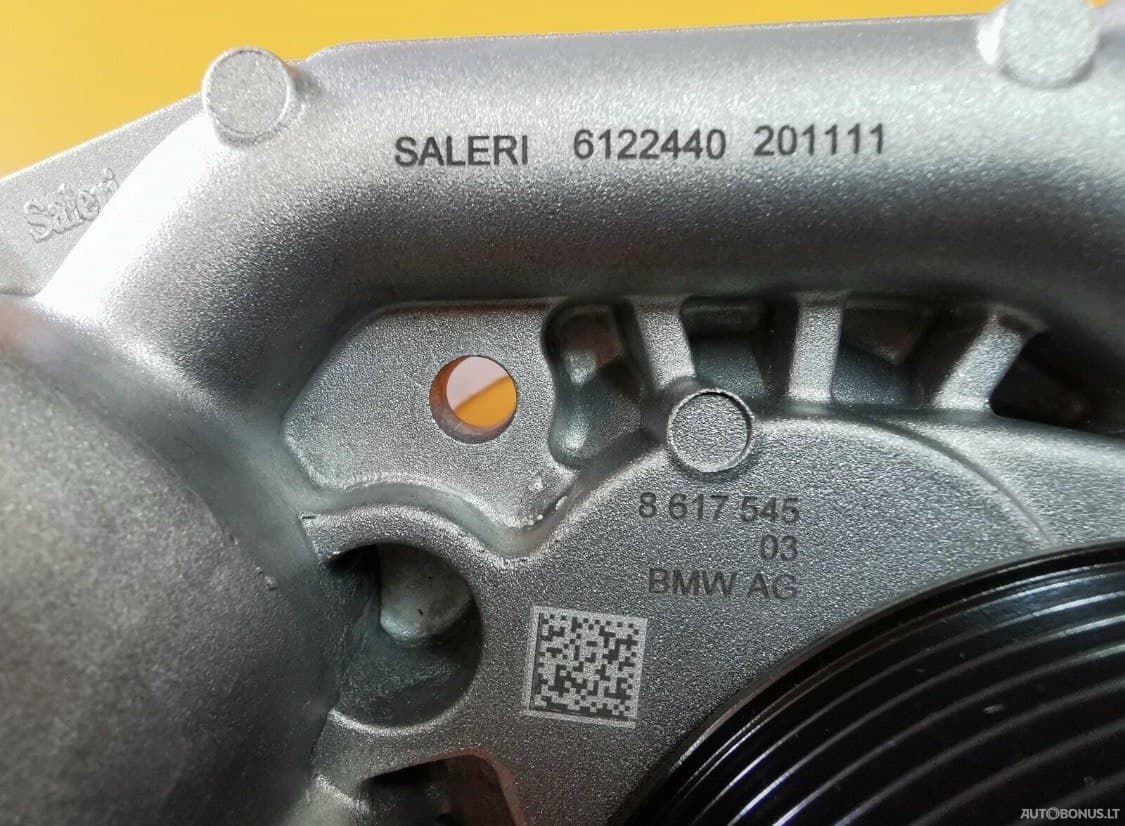 SALERI 6122440 201111
Saleri
8 617 545
03
BMW AG
AUTOBONUS.LT